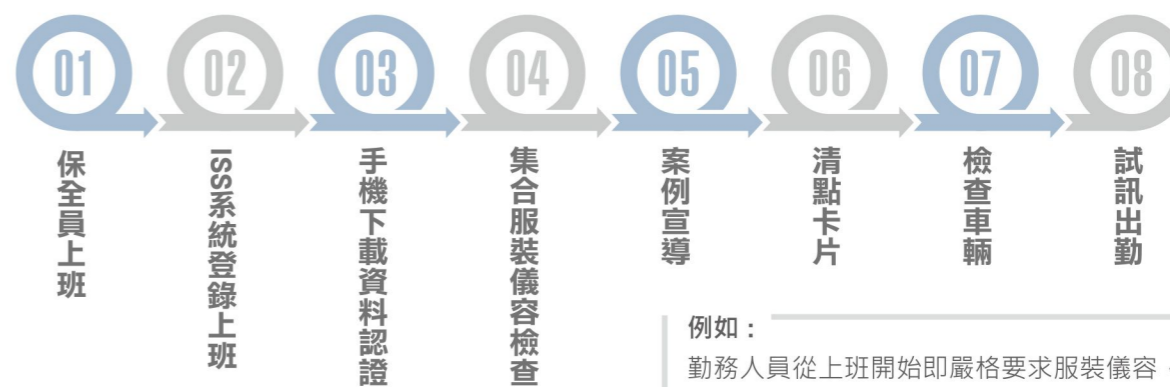 01
保全員上班
02
ISS系統登錄上班
03
手機下載資料認證
04
集合服裝儀容檢查
05
案例宣導
06
清點卡片
07
檢查車輛
08
試訊出勤
例如：
勤務人員從上班開始即嚴格要求服裝儀容